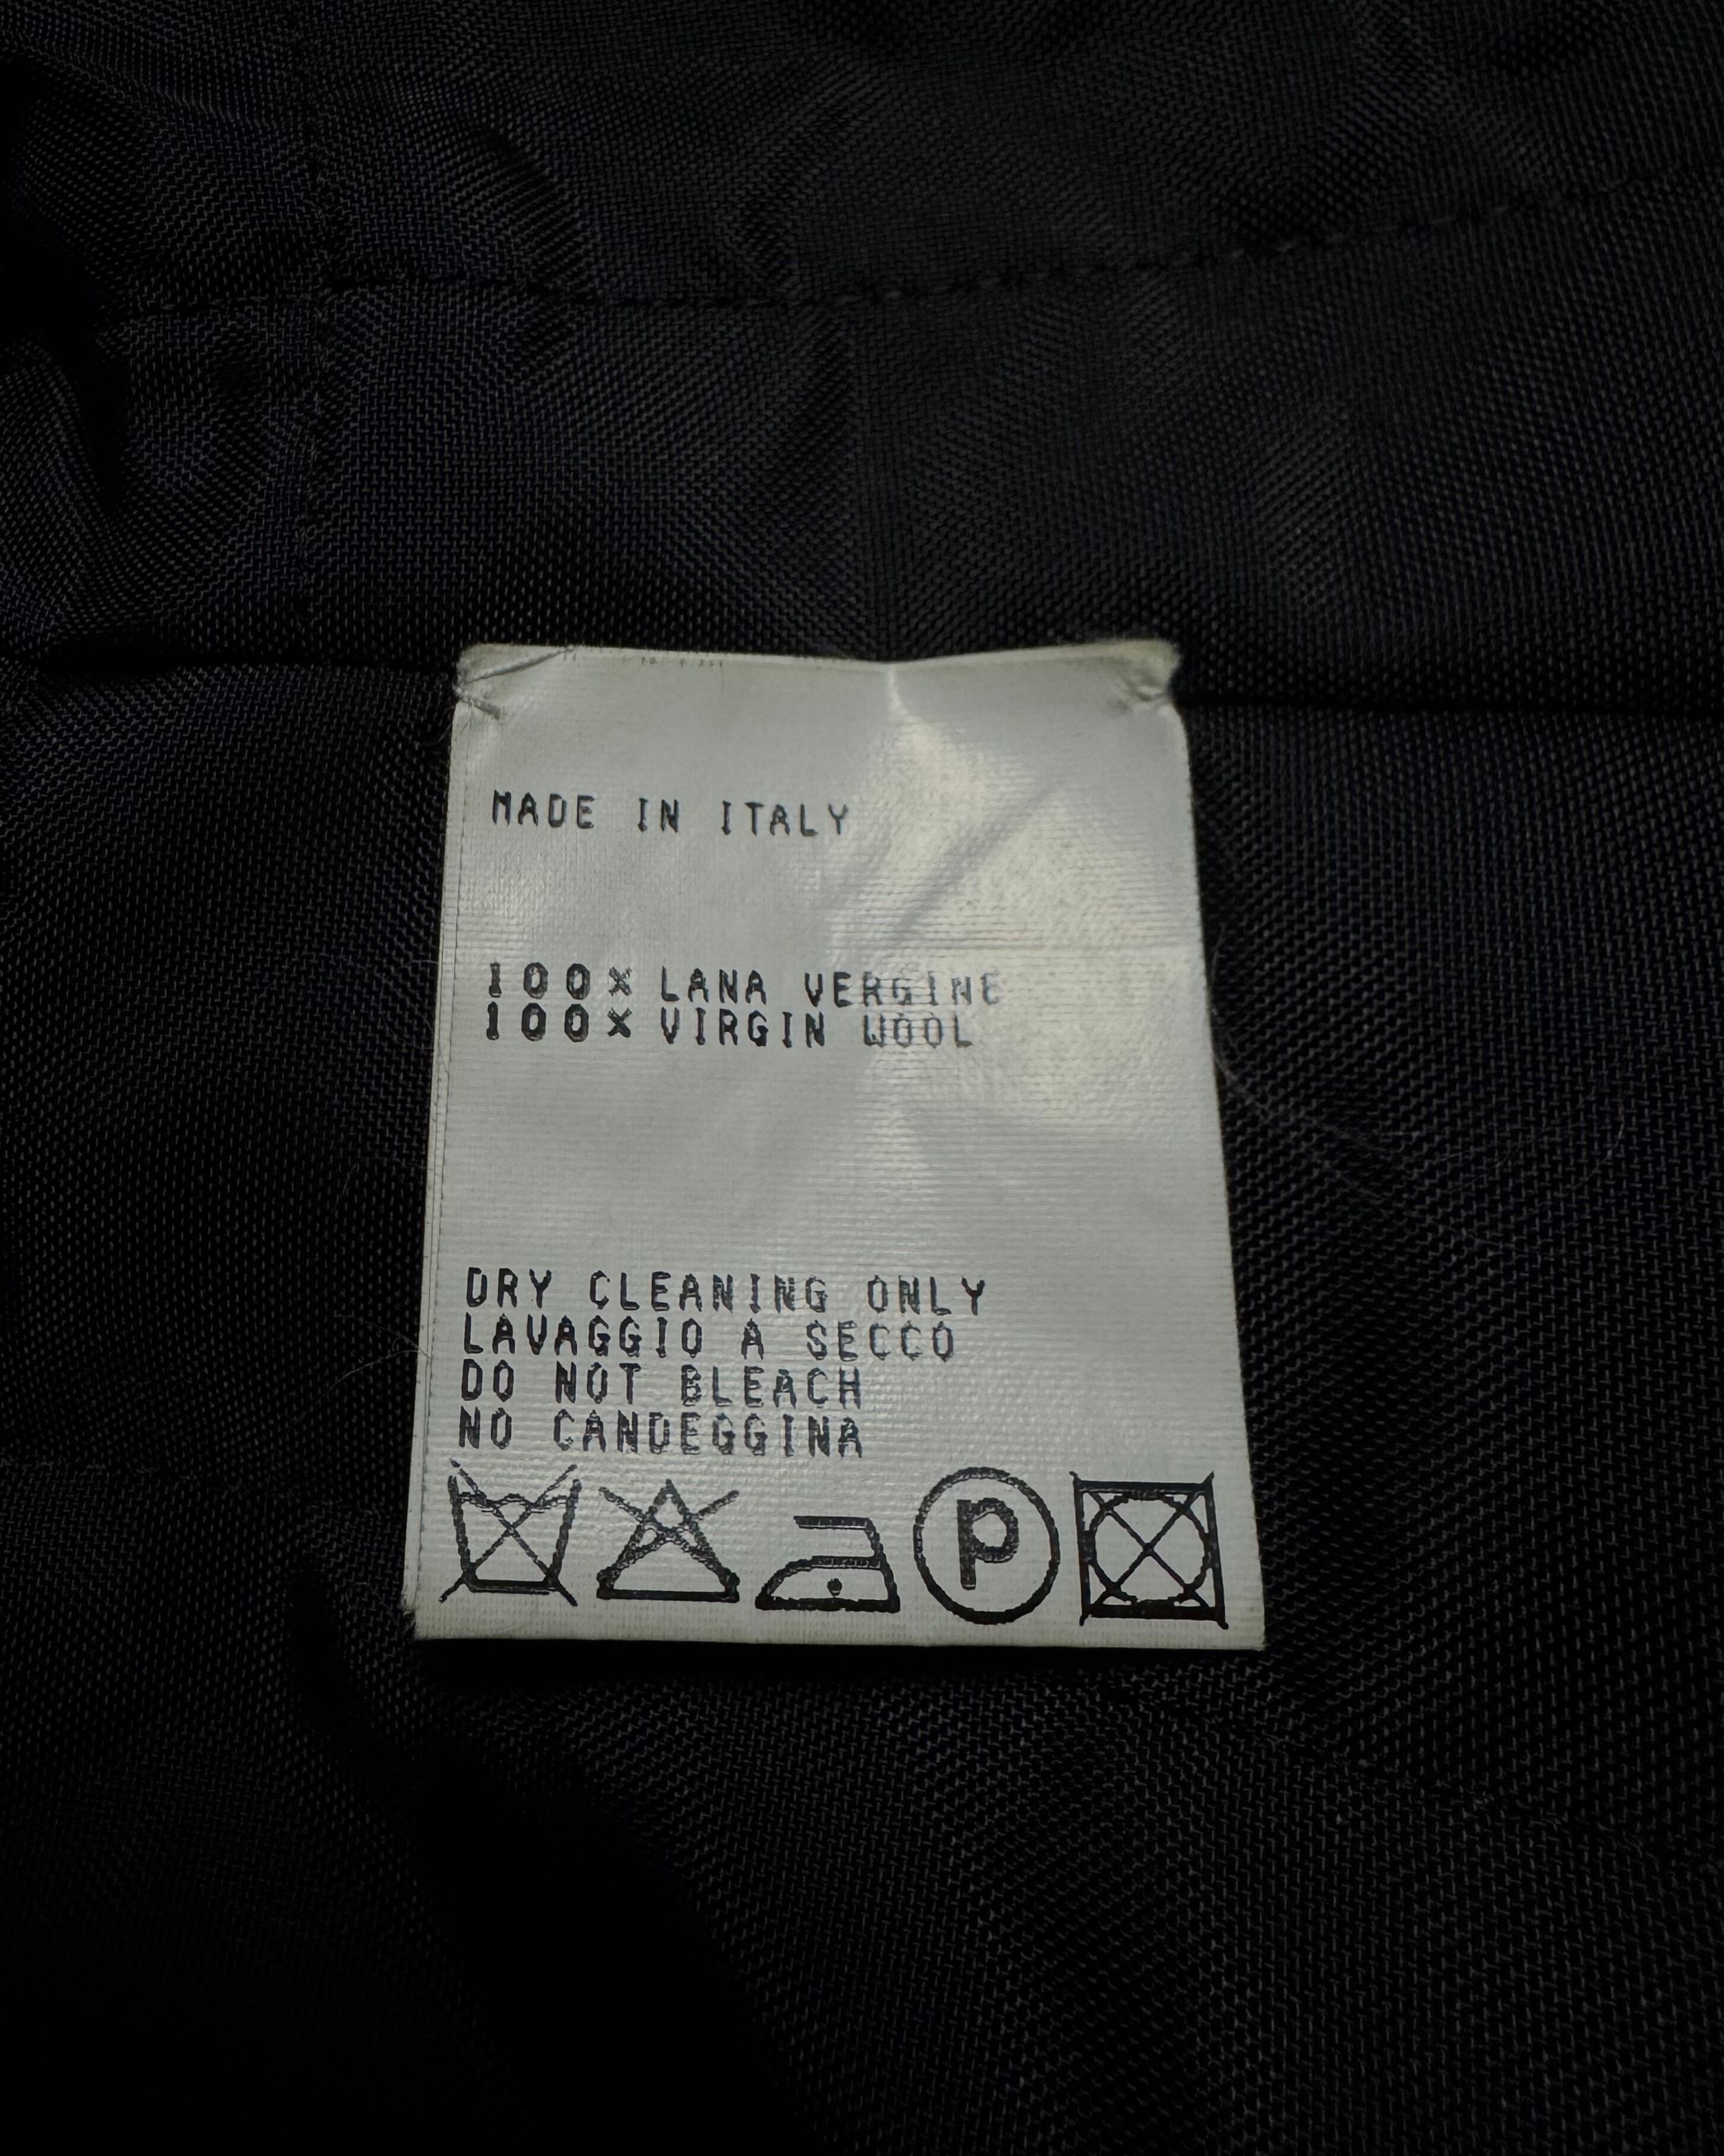 MADE IN ITALY
100% LANA VERGINE
100% VIRGIN WOOL
DRY CLEANING ONLY
LAVAGGIO A SECCO
DO NOT BLEACH
NO CANDEGGINA
P